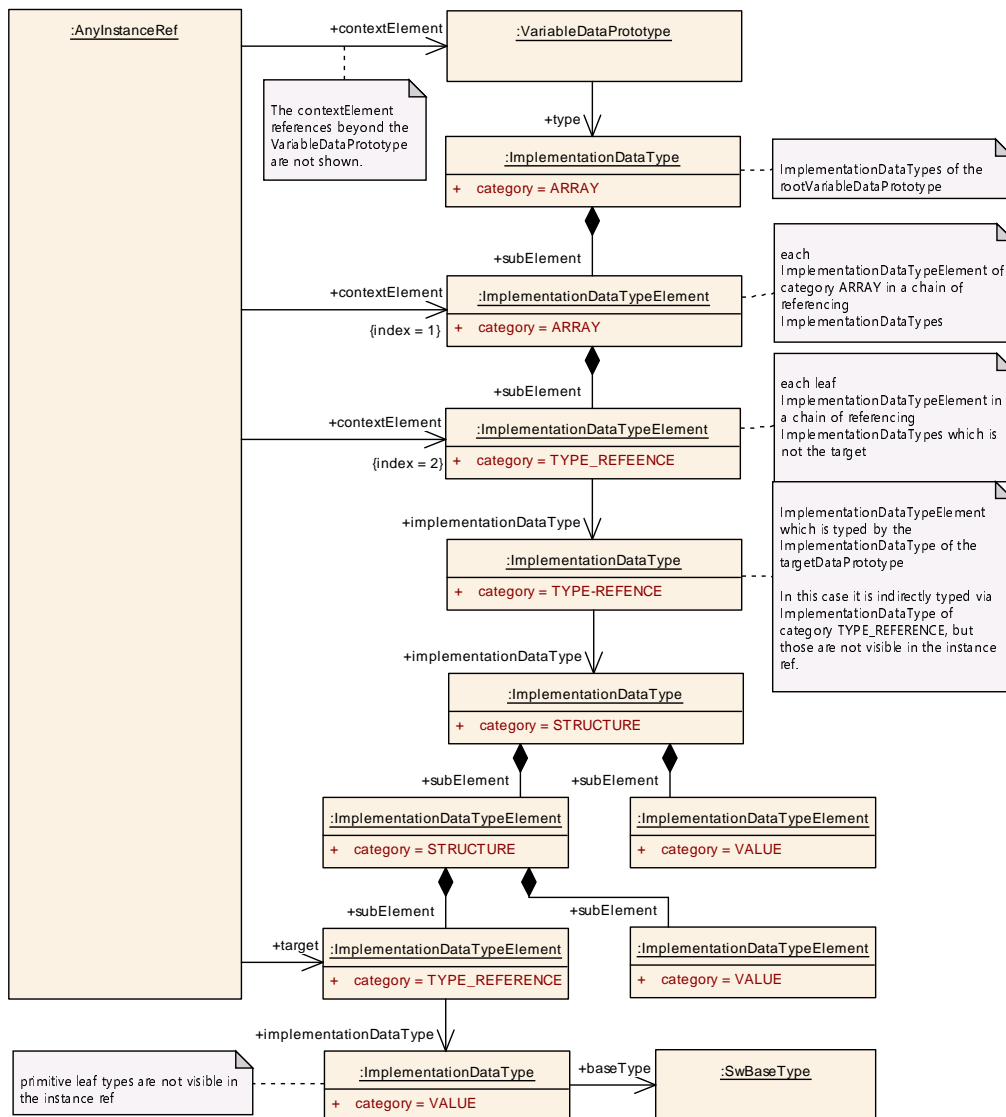 :AnyInstanceRef
+contextElement
:VariableDataPrototype
The contextElement
references beyond the
VariableDataPrototype
are not shown.
+type
:ImplementationDataType
+ category = ARRAY
ImplementationDataTypes of the
rootVariableDataPrototype
+subElement
each
ImplementationDataTypeElement of
category ARRAY in a chain of
referencing
ImplementationDataTypes
+contextElement
{index = 1}
:ImplementationDataTypeElement
+ category = ARRAY
+subElement
each leaf
ImplementationDataTypeElement in
a chain of referencing
ImplementationDataTypes which is
not the target
+contextElement
{index = 2}
:ImplementationDataTypeElement
+ category = TYPE_REFEENCE
+implementationDataType
ImplementationDataTypeElement
which is typed by the
ImplementationDataType of the
targetDataPrototype
In this case it is indirectly typed via
ImplementationDataType of
category TYPE_REFERENCE, but
those are not visible in the instance
ref.
:ImplementationDataType
+ category = TYPE-REFENCE
+implementationDataType
:ImplementationDataType
+ category = STRUCTURE
+subElement
+subElement
:ImplementationDataTypeElement
+ category = STRUCTURE
:ImplementationDataTypeElement
+ category = VALUE
+subElement
+subElement
+target
:ImplementationDataTypeElement
+ category = TYPE_REFERENCE
:ImplementationDataTypeElement
+ category = VALUE
+implementationDataType
primitive leaf types are not visible in
the instance ref
:ImplementationDataType
+ category = VALUE
+baseType
:SwBaseType